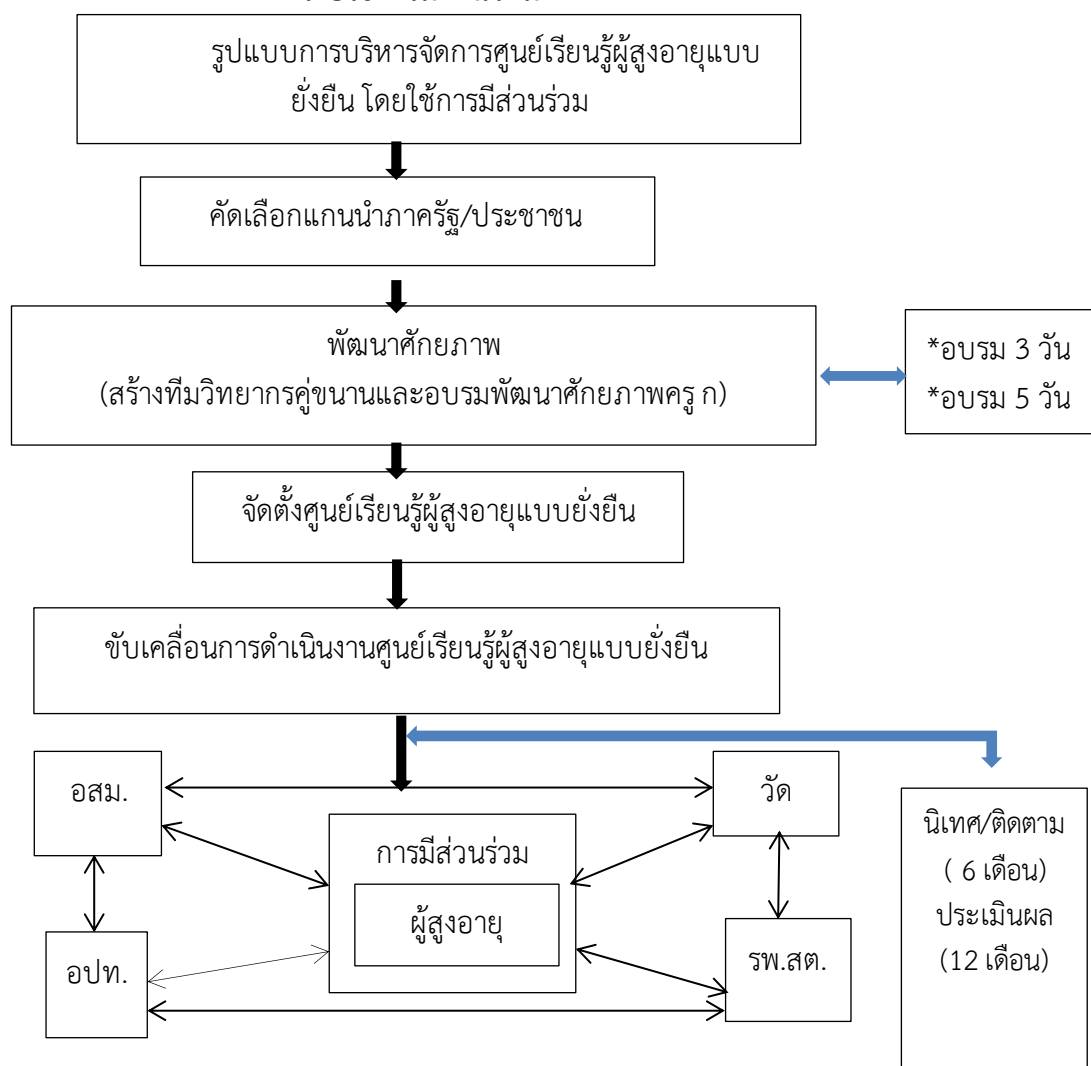 รูปแบบการบริหารจัดการศูนย์เรียนรู้ผู้สูงอายุแบบ
ยั่งยืน โดยใช้การมีส่วนร่วม
คัดเลือกแกนนำภาครัฐ/ประชาชน
พัฒนาศักยภาพ
(สร้างทีมวิทยากรคู่ขนานและอบรมพัฒนาศักยภาพครู ก)
*อบรม 3 วัน
*อบรม 5 วัน
จัดตั้งศูนย์เรียนรู้ผู้สูงอายุแบบยั่งยืน
ขับเคลื่อนการดำเนินงานศูนย์เรียนรู้ผู้สูงอายุแบบยั่งยืน
อสม.
วัด
การมีส่วนร่วม
ผู้สูงอายุ
อปท.
รพ.สต.
นิเทศ/ติดตาม
( 6 เดือน)
ประเมินผล
(12 เดือน)